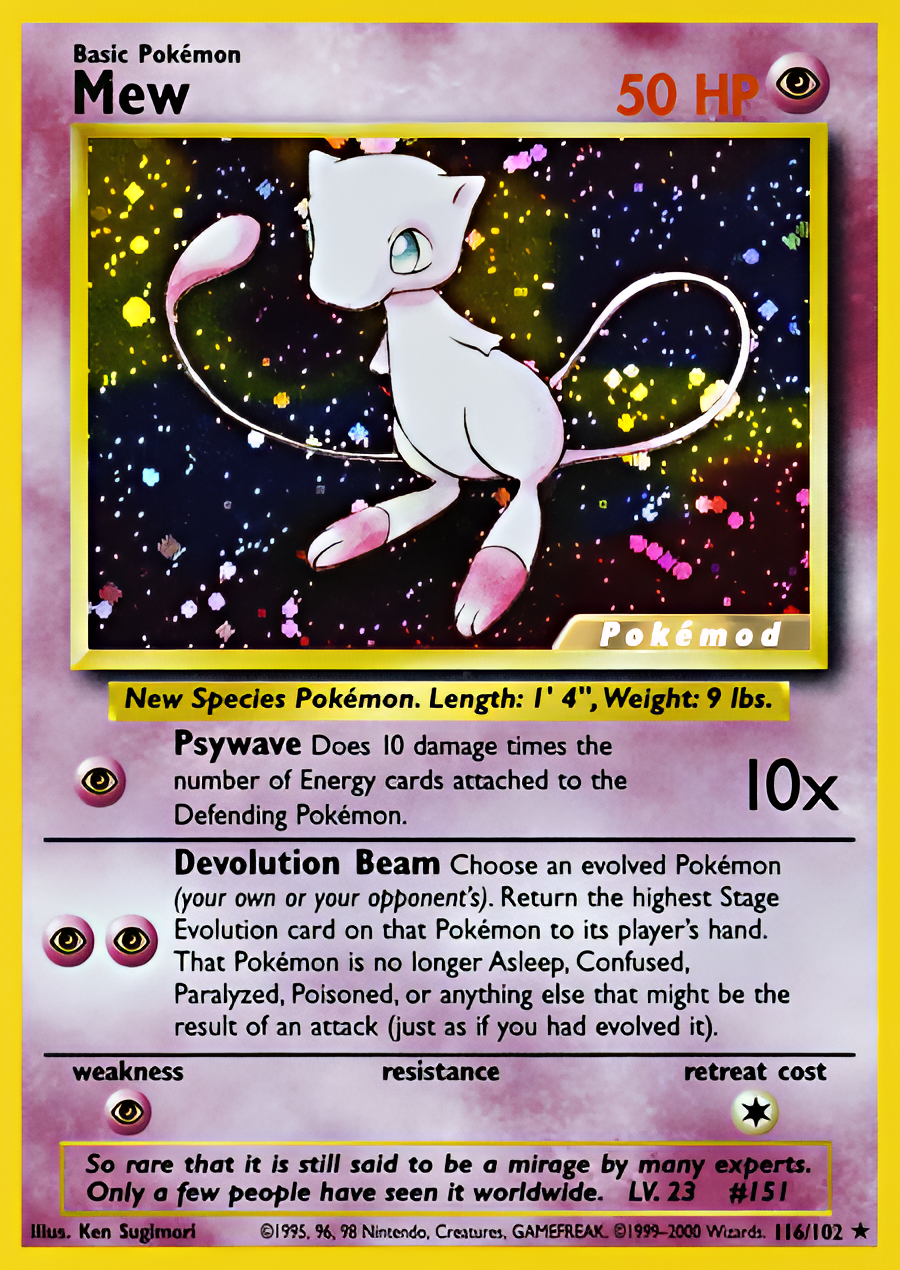 Basic Pokémon
Mew
50 HP
Pokémod
New Species Pokémon. Length: 1' 4", Weight: 9 lbs.
Psywave Does 10 damage times the
number of Energy cards attached to the
Defending Pokémon.
10x
Devolution Beam Choose an evolved Pokémon
(your own or your opponent's). Return the highest Stage
Evolution card on that Pokémon to its player's hand.
That Pokémon is no longer Asleep, Confused,
Paralyzed, Poisoned, or anything else that might be the
result of an attack (just as if you had evolved it).
weakness resistance retreat cost
So rare that it is still said to be a mirage by many experts.
Only a few people have seen it worldwide. LV. 23 #151
Illus. Ken Sugimori ©1995, 96, 98 Nintendo, Creatures, GAMEFREAK. ©1999–2000 Wizards. 116/102 ★